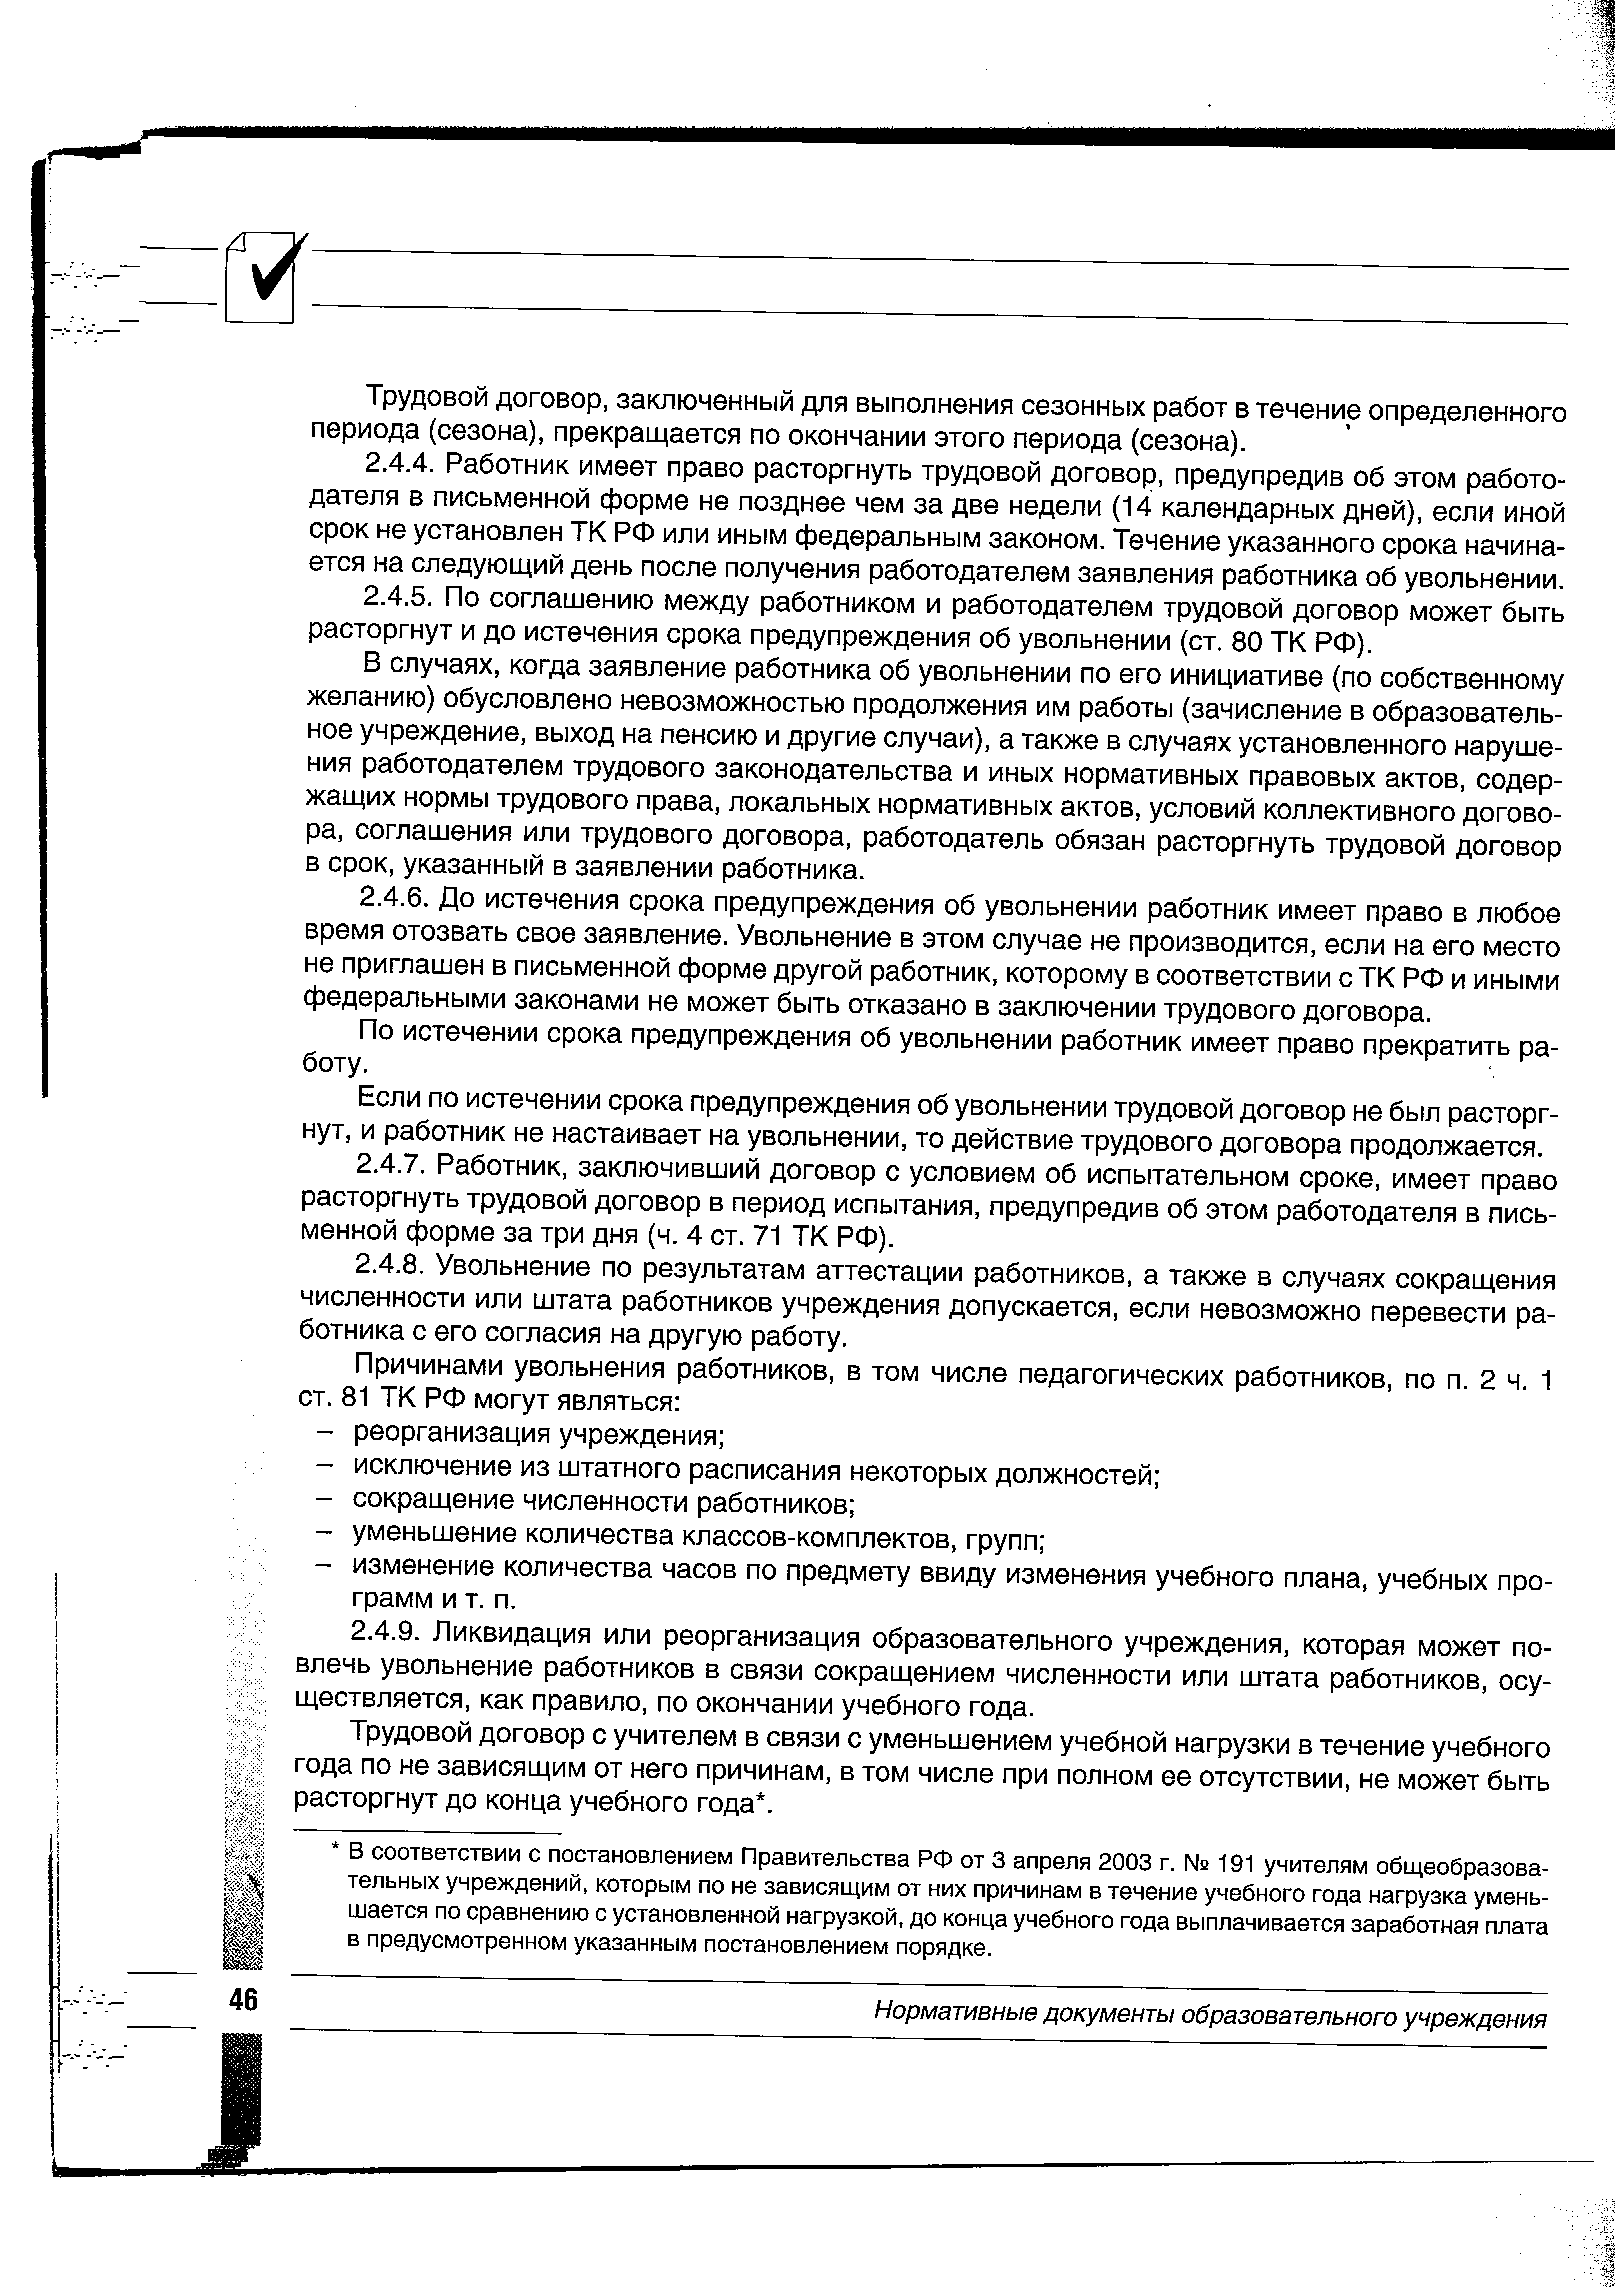 Трудовой договор, заключенный для выполнения сезонных работ в течение определенного
периода (сезона), прекращается по окончании этого периода (сезона).
2.4.4. Работник имеет право расторгнуть трудовой договор, предупредив об этом работо-
дателя в письменной форме не позднее чем за две недели (14 календарных дней), если иной
срок не установлен ТК РФ или иным федеральным законом. Течение указанного срока начина-
ется на следующий день после получения работодателем заявления работника об увольнении.
2.4.5. По соглашению между работником и работодателем трудовой договор может быть
расторгнут и до истечения срока предупреждения об увольнении (ст. 80 ТК РФ).
В случаях, когда заявление работника об увольнении по его инициативе (по собственному
желанию) обусловлено невозможностью продолжения им работы (зачисление в образователь-
ное учреждение, выход на пенсию и другие случаи), а также в случаях установленного наруше-
ния работодателем трудового законодательства и иных нормативных правовых актов, содер-
жащих нормы трудового права, локальных нормативных актов, условий коллективного догово-
ра, соглашения или трудового договора, работодатель обязан расторгнуть трудовой договор
в срок, указанный в заявлении работника.
2.4.6. До истечения срока предупреждения об увольнении работник имеет право в любое
время отозвать свое заявление. Увольнение в этом случае не производится, если на его место
не приглашен в письменной форме другой работник, которому в соответствии с ТК РФ и иными
федеральными законами не может быть отказано в заключении трудового договора.
По истечении срока предупреждения об увольнении работник имеет право прекратить ра-
боту.
Если по истечении срока предупреждения об увольнении трудовой договор не был расторг-
нут, и работник не настаивает на увольнении, то действие трудового договора продолжается.
2.4.7. Работник, заключивший договор с условием об испытательном сроке, имеет право
расторгнуть трудовой договор в период испытания, предупредив об этом работодателя в пись-
менной форме за три дня (ч. 4 ст. 71 ТК РФ).
2.4.8. Увольнение по результатам аттестации работников, а также в случаях сокращения
численности или штата работников учреждения допускается, если невозможно перевести ра-
ботника с его согласия на другую работу.
Причинами увольнения работников, в том числе педагогических работников, по п. 2 ч. 1
ст. 81 ТК РФ могут являться:
– реорганизация учреждения;
– исключение из штатного расписания некоторых должностей;
– сокращение численности работников;
– уменьшение количества классов-комплектов, групп;
– изменение количества часов по предмету ввиду изменения учебного плана, учебных про-
грамм и т. п.
2.4.9. Ликвидация или реорганизация образовательного учреждения, которая может по-
влечь увольнение работников в связи сокращением численности или штата работников, осу-
ществляется, как правило, по окончании учебного года.
Трудовой договор с учителем в связи с уменьшением учебной нагрузки в течение учебного
года по не зависящим от него причинам, в том числе при полном ее отсутствии, не может быть
расторгнут до конца учебного года*.
* В соответствии с постановлением Правительства РФ от 3 апреля 2003 г. № 191 учителям общеобразова-
тельных учреждений, которым по не зависящим от них причинам в течение учебного года нагрузка умень-
шается по сравнению с установленной нагрузкой, до конца учебного года выплачивается заработная плата
в предусмотренном указанным постановлением порядке.
46
Нормативные документы образовательного учреждения